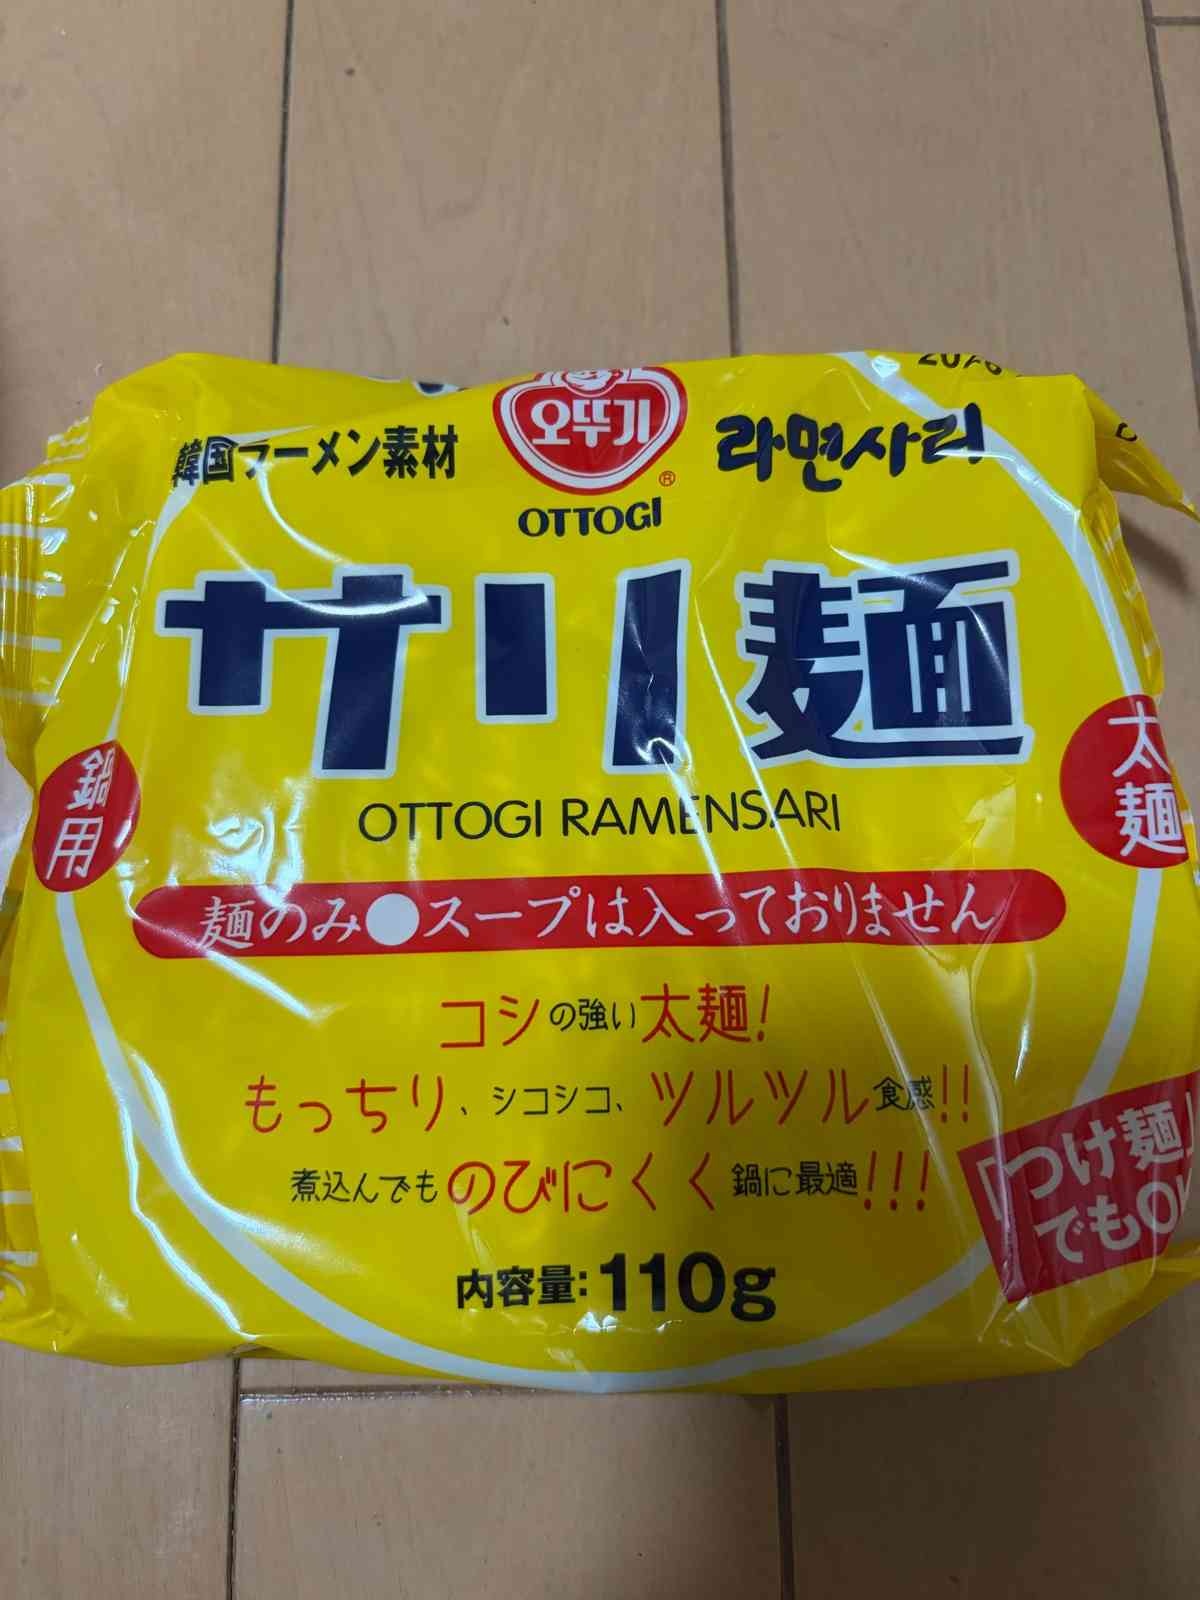 韓国ラーメン素材
오뚜기
®
OTTOGI
라면사리
サリ麺
OTTOGI RAMENSARI
鍋用
太麺
麺のみ●スープは入っておりません
コシの強い太麺!
もっちり、シコシコ、ツルツル食感!!
煮込んでものびにくく鍋に最適!!!
「つけ麺」
でもOK
内容量:110g